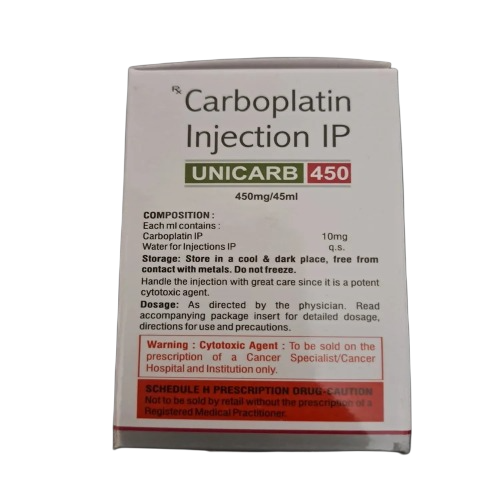 Rx
Carboplatin
Injection IP
UNICARB 450
450mg/45ml
COMPOSITION :
Each ml contains :
Carboplatin IP 10mg
Water for Injections IP q.s.
Storage: Store in a cool & dark place, free from
contact with metals. Do not freeze.
Handle the injection with great care since it is a potent
cytotoxic agent.
Dosage: As directed by the physician. Read
accompanying package insert for detailed dosage,
directions for use and precautions.
Warning : Cytotoxic Agent : To be sold on the
prescription of a Cancer Specialist/Cancer
Hospital and Institution only.
SCHEDULE H PRESCRIPTION DRUG-CAUTION
Not to be sold by retail without the prescription of a
Registered Medical Practitioner.